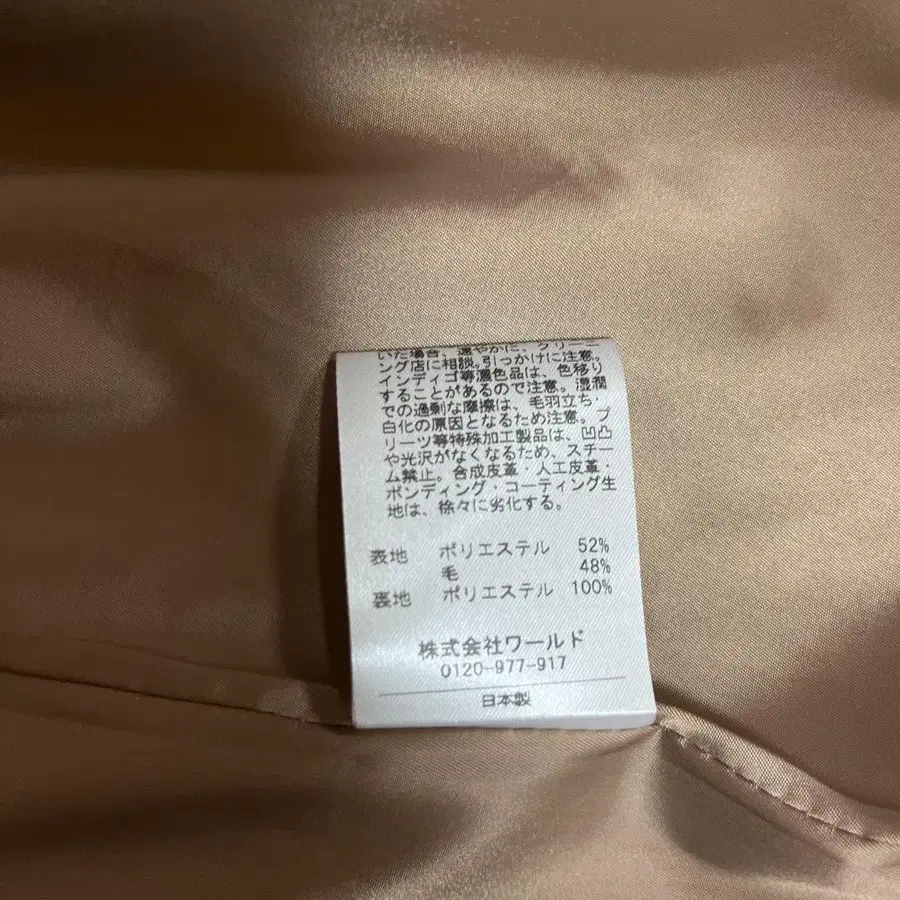 いた場合、速やかに、クリーニ
ング店に相談。引っかけに注意。
インディゴ等濃色品は、色移り
することがあるので注意。湿潤
での過剰な摩擦は、毛羽立ち・
白化の原因となるため注意。プ
リーツ等特殊加工製品は、凹凸
や光沢がなくなるため、スチー
ム禁止。合成皮革・人工皮革・
ボンディング・コーティング生
地は、徐々に劣化する。
表地 ポリエステル 52%
毛 48%
裏地 ポリエステル 100%
株式会社ワールド
0120-977-917
日本製